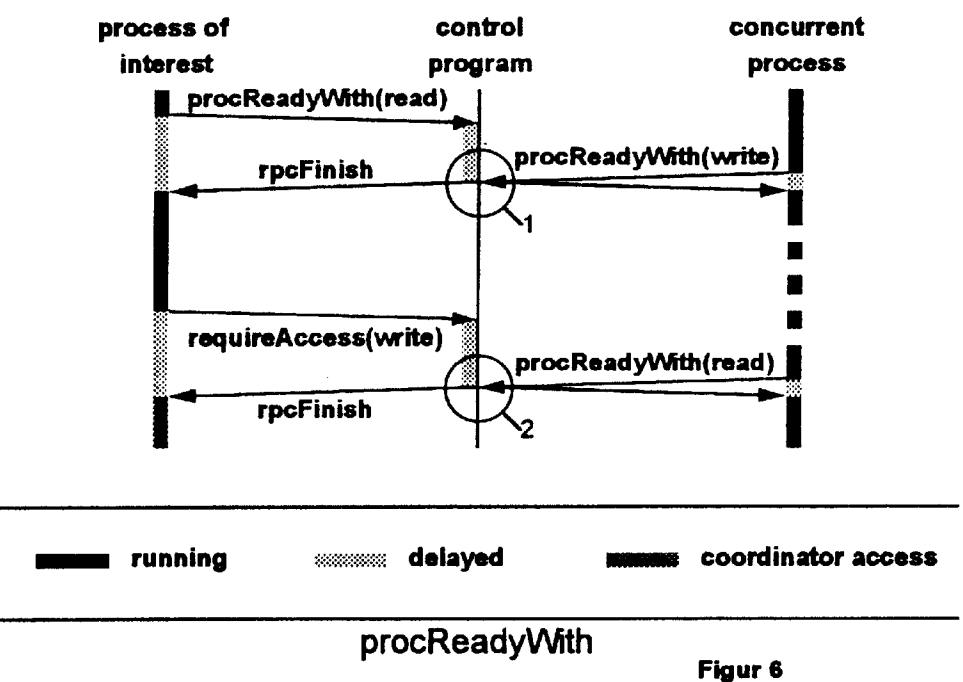 process of interest
control program
concurrent process
procReadyWith(read)
procReadyWith(write)
rpcFinish
1
requireAccess(write)
procReadyWith(read)
rpcFinish
2
running
delayed
coordinator access
procReadyWith
Figur 6